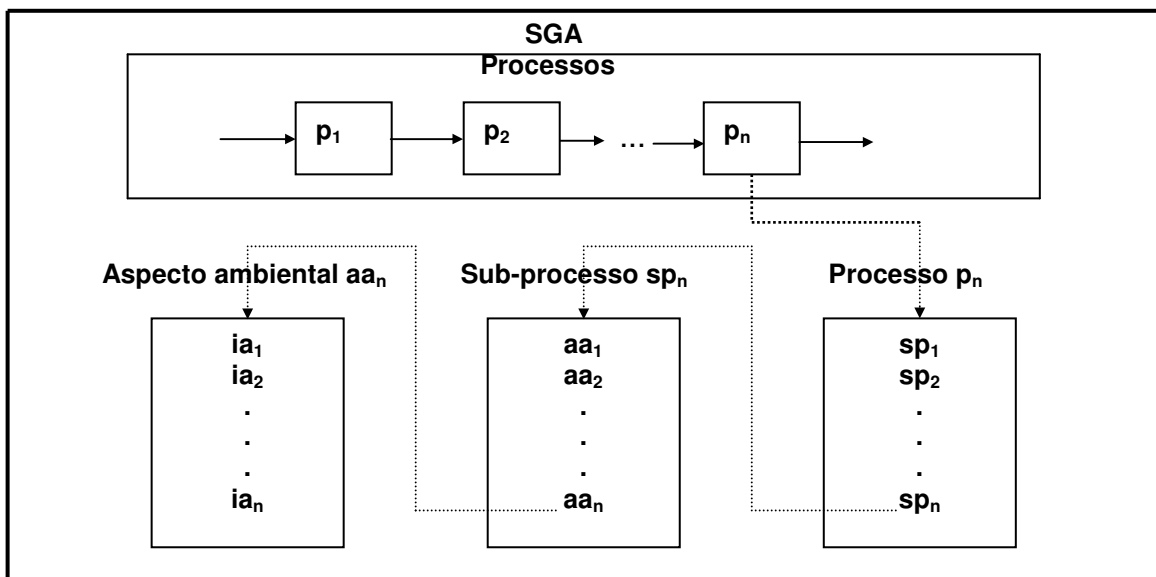 SGA
Processos
p₁ p₂ ... pₙ
Aspecto ambiental aaₙ Sub-processo spₙ Processo pₙ
ia₁ aa₁ sp₁
ia₂ aa₂ sp₂
. . .
. . .
. . .
iaₙ aaₙ spₙ